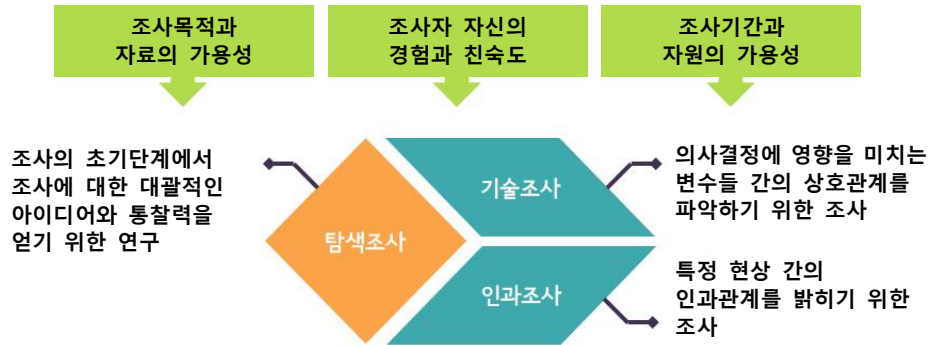 조사목적과
자료의 가용성
조사자 자신의
경험과 친숙도
조사기간과
자원의 가용성
조사의 초기단계에서
조사에 대한 대괄적인
아이디어와 통찰력을
얻기 위한 연구
탐색조사
기술조사
인과조사
의사결정에 영향을 미치는
변수들 간의 상호관계를
파악하기 위한 조사
특정 현상 간의
인과관계를 밝히기 위한
조사